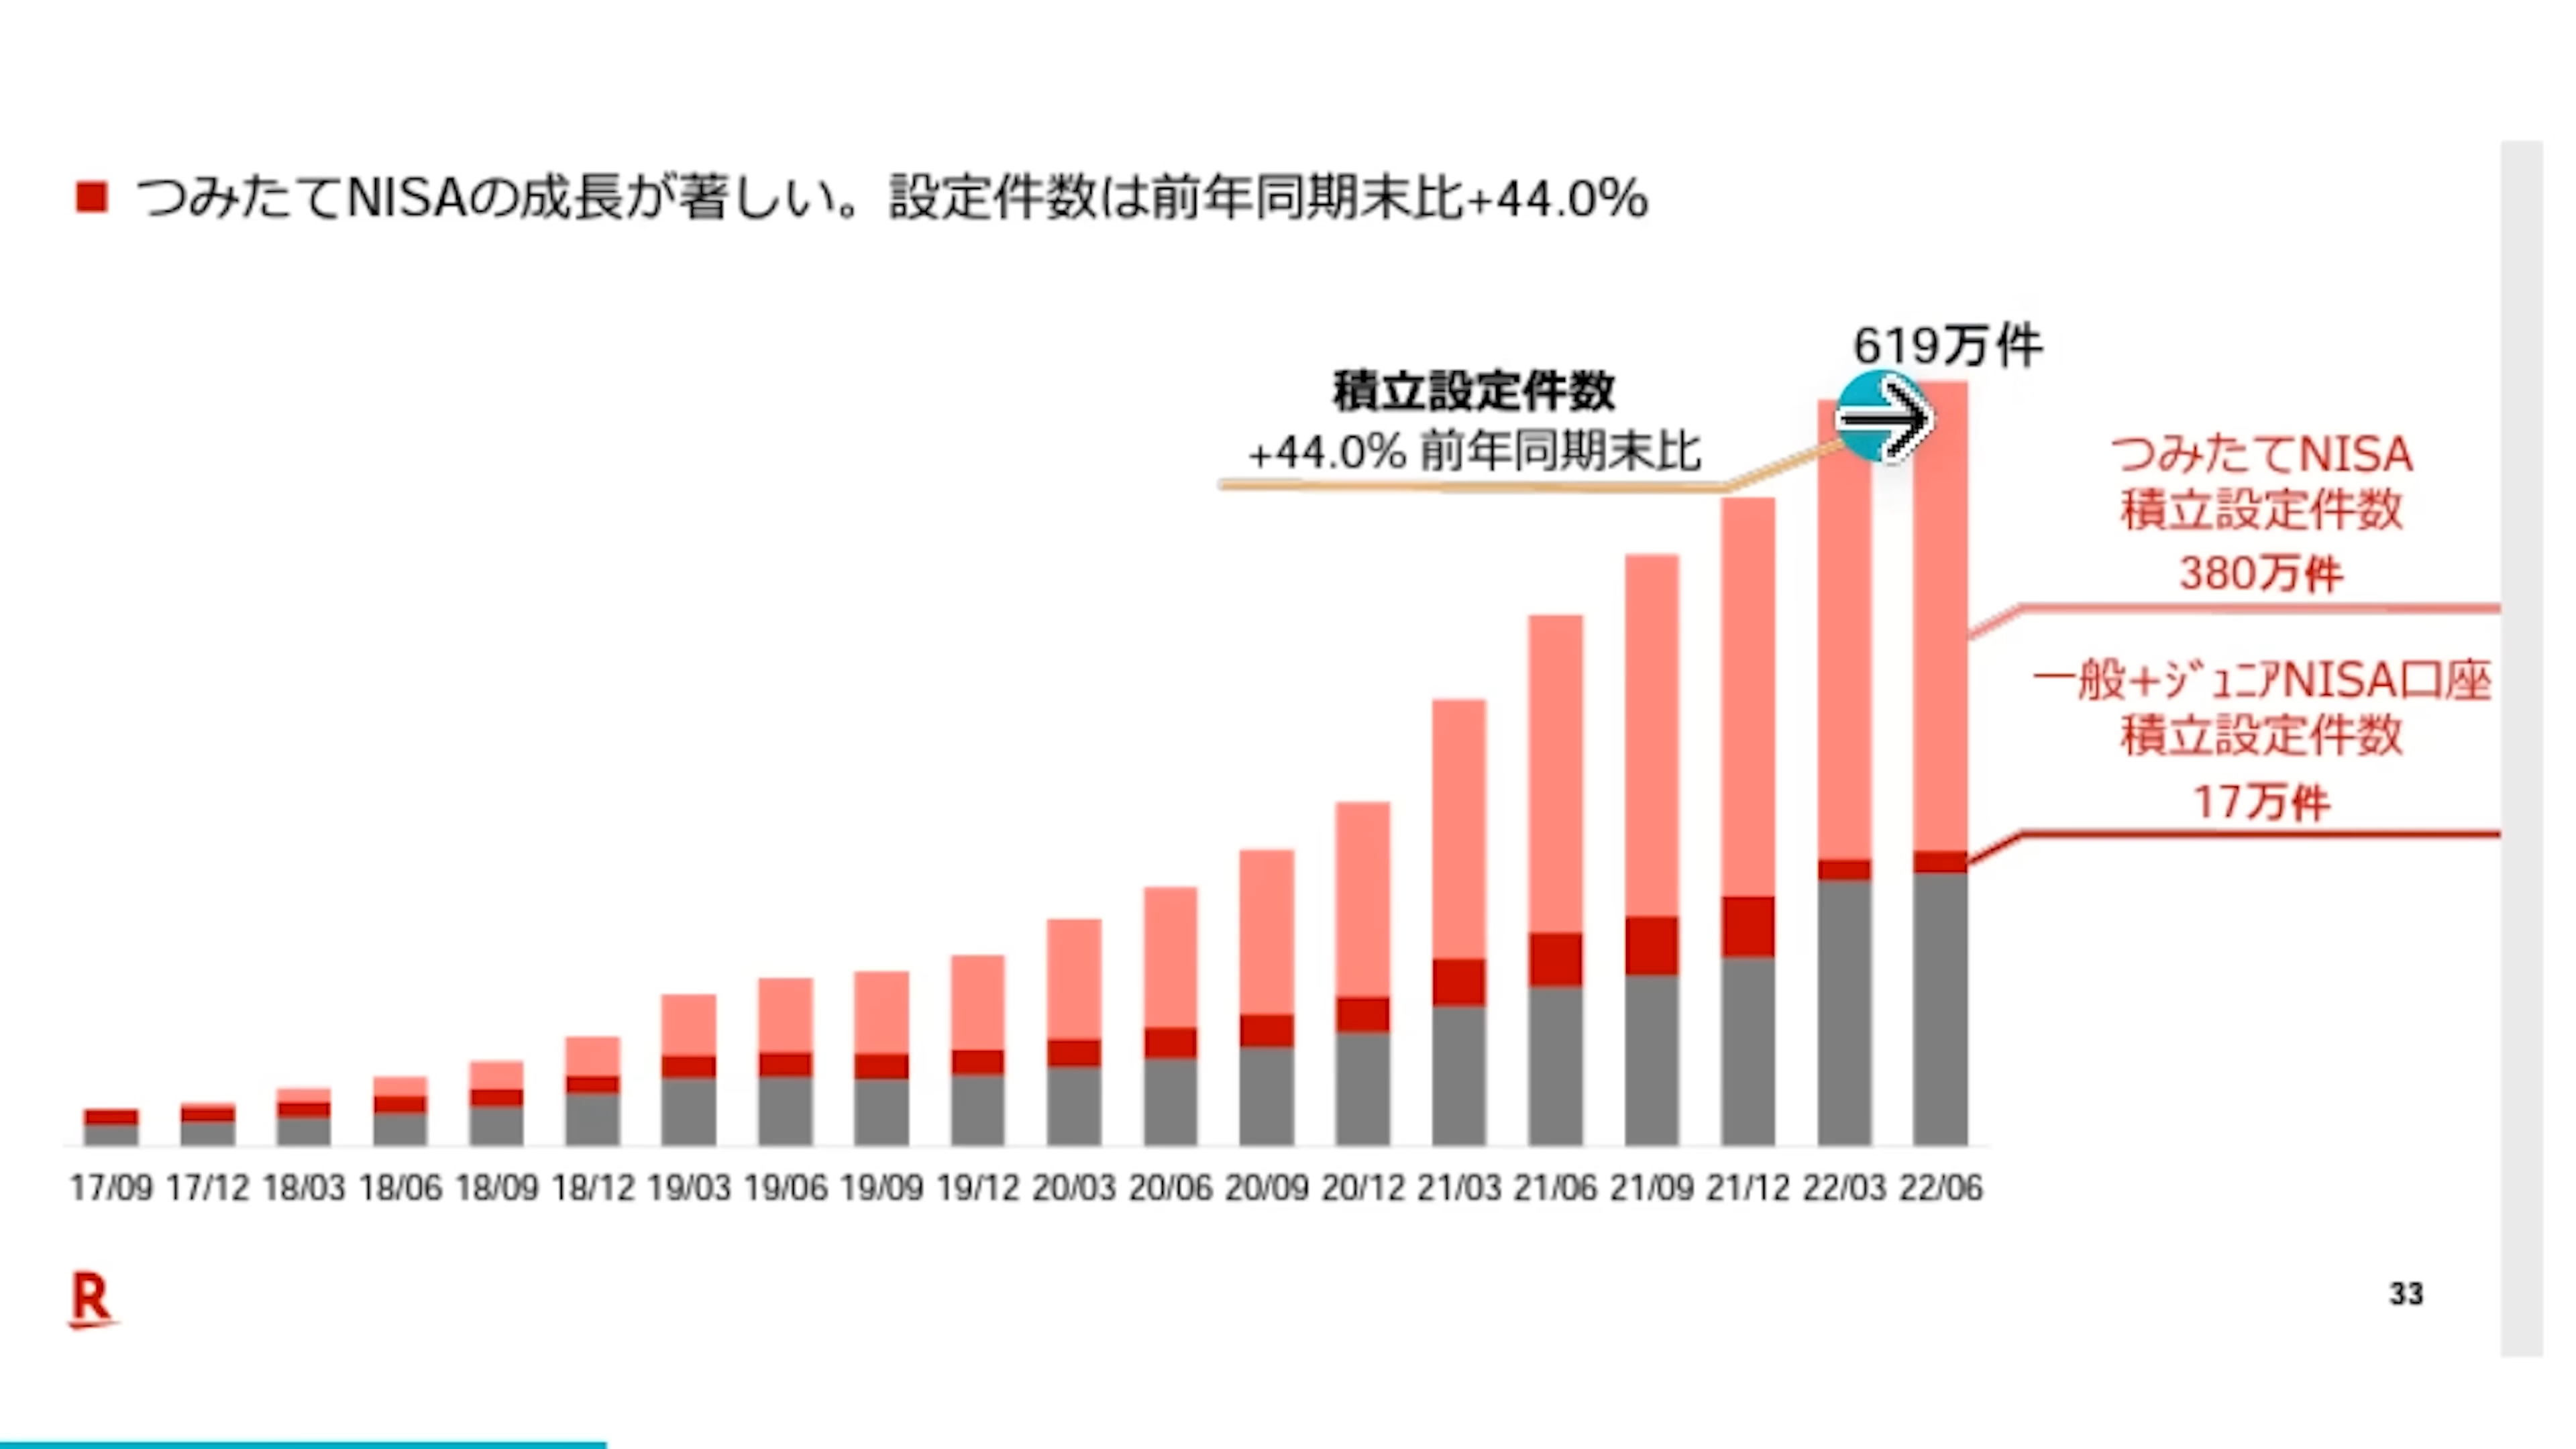 つみたてNISAの成長が著しい。設定件数は前年同期末比+44.0%
619万件
積立設定件数
+44.0% 前年同期末比
つみたてNISA
積立設定件数
380万件
一般+ｼﾞｭﾆｱNISA口座
積立設定件数
17万件
17/09 17/12 18/03 18/06 18/09 18/12 19/03 19/06 19/09 19/12 20/03 20/06 20/09 20/12 21/03 21/06 21/09 21/12 22/03 22/06
R
33